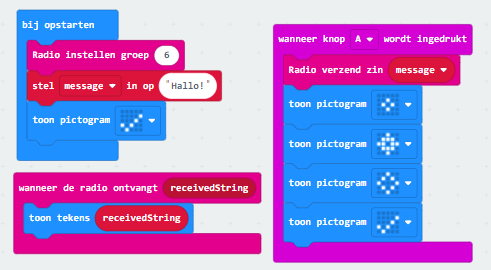 bij opstarten
Radio instellen groep 6
stel message in op "Hallo!"
toon pictogram
wanneer de radio ontvangt receivedString
toon tekens receivedString
wanneer knop A wordt ingedrukt
Radio verzend zin message
toon pictogram
toon pictogram
toon pictogram
toon pictogram